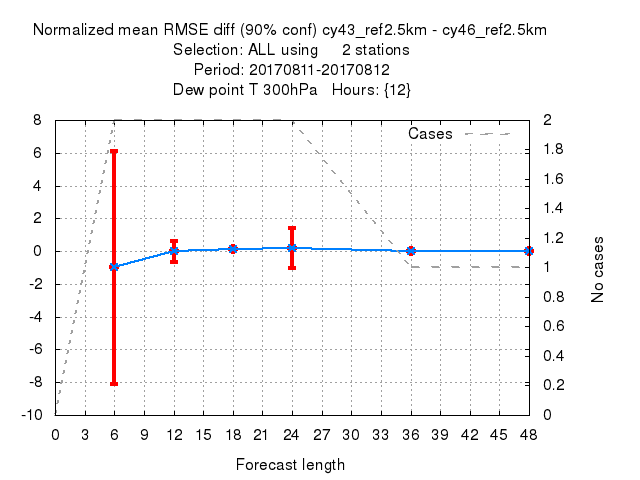 Normalized mean RMSE diff (90% conf) cy43_ref2.5km - cy46_ref2.5km
Selection: ALL using 2 stations
Period: 20170811-20170812
Dew point T 300hPa Hours: {12}
Cases
8
6
4
2
0
-2
-4
-6
-8
-10
2
1.8
1.6
1.4
1.2
1
0.8
0.6
0.4
0.2
0
No cases
0 3 6 9 12 15 18 21 24 27 30 33 36 39 42 45 48
Forecast length